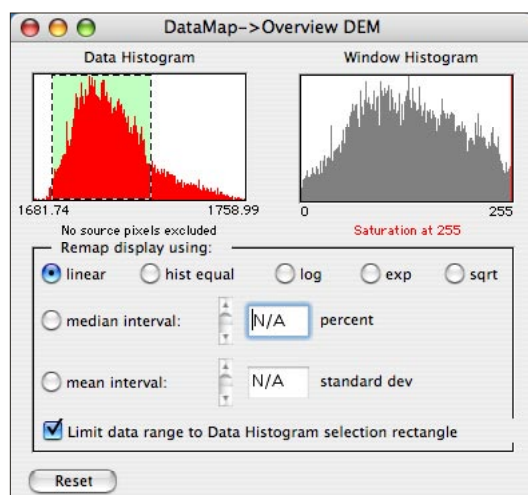 DataMap->Overview DEM
Data Histogram
Window Histogram
1681.74 1758.99
0 255
No source pixels excluded
Saturation at 255
Remap display using:
linear hist equal log exp sqrt
median interval: N/A percent
mean interval: N/A standard dev
Limit data range to Data Histogram selection rectangle
Reset